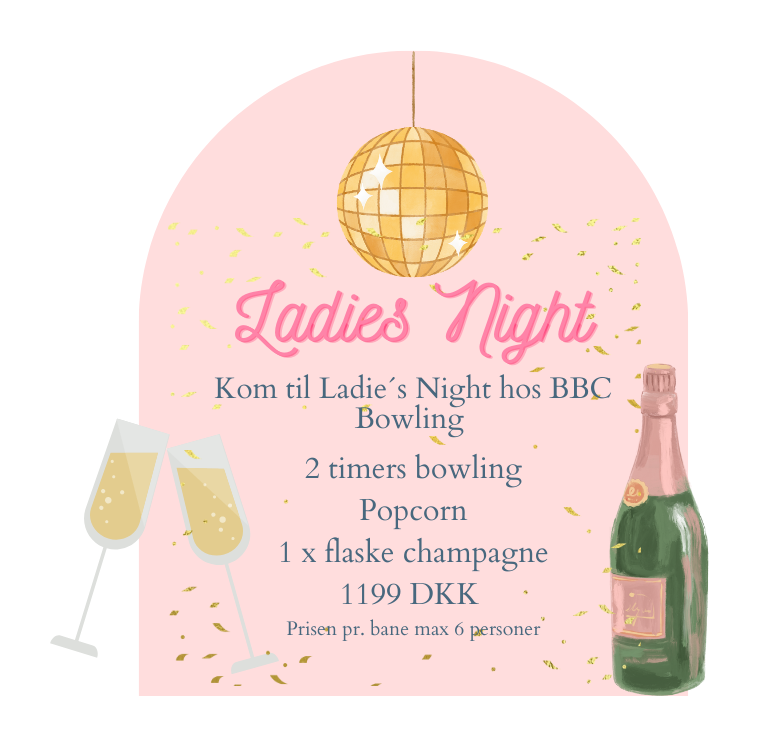 Ladies Night
Kom til Ladie´s Night hos BBC
Bowling
2 timers bowling
Popcorn
1 x flaske champagne
1199 DKK
Prisen pr. bane max 6 personer